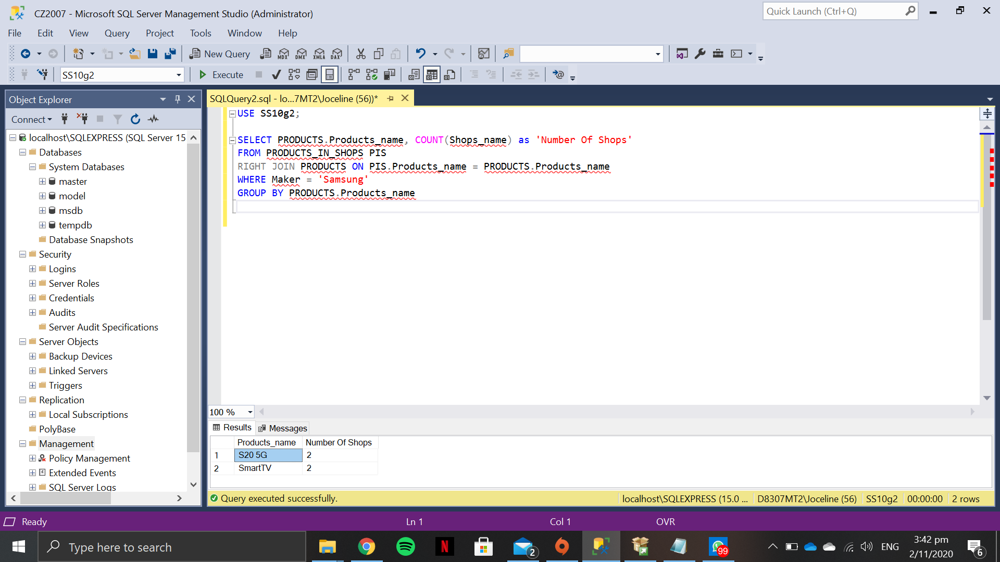 CZ2007 - Microsoft SQL Server Management Studio (Administrator)
Quick Launch (Ctrl+Q)
File Edit View Query Project Tools Window Help
New Query MDX DMX XMLA DAX
SS10g2 Execute
Object Explorer
SQLQuery2.sql - lo...7MT2\Joceline (56))*
Connect
localhost\SQLEXPRESS (SQL Server 15
Databases
System Databases
master
model
msdb
tempdb
Database Snapshots
Security
Logins
Server Roles
Credentials
Audits
Server Audit Specifications
Server Objects
Backup Devices
Linked Servers
Triggers
Replication
Local Subscriptions
PolyBase
Management
Policy Management
Extended Events
SQL Server Logs
USE SS10g2;
SELECT PRODUCTS.Products_name, COUNT(Shops_name) as 'Number Of Shops'
FROM PRODUCTS_IN_SHOPS PIS
RIGHT JOIN PRODUCTS ON PIS.Products_name = PRODUCTS.Products_name
WHERE Maker = 'Samsung'
GROUP BY PRODUCTS.Products_name
100 %
Results Messages
Products_name Number Of Shops
1 S20 5G 2
2 SmartTV 2
Query executed successfully. localhost\SQLEXPRESS (15.0 ... D8307MT2\Joceline (56) SS10g2 00:00:00 2 rows
Ready Ln 1 Col 1 OVR
Type here to search
N
2
99
ENG
3:42 pm
2/11/2020
6